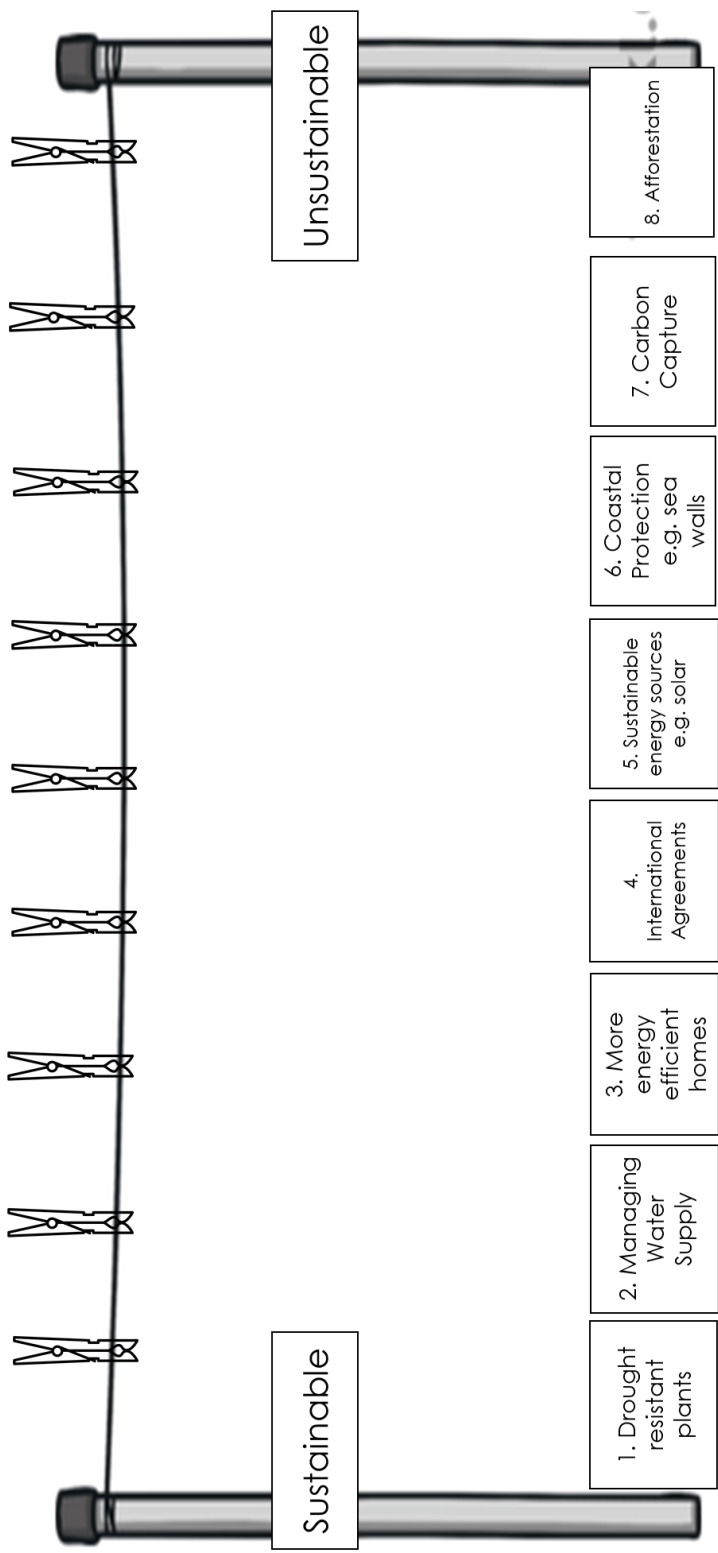 Sustainable
Unsustainable
1. Drought
resistant
plants
2. Managing
Water
Supply
3. More
energy
efficient
homes
4.
International
Agreements
5. Sustainable
energy sources
e.g. solar
6. Coastal
Protection
e.g. sea
walls
7. Carbon
Capture
8. Afforestation